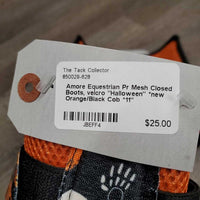 The Tack Collector
850029-828
Amore Equestrian Pr Mesh Closed
Boots, velcro "Halloween" *new
Orange/Black Cob *11"
JBEFF4
$25.00